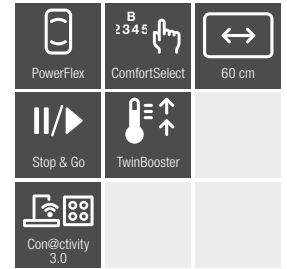 B
2345
PowerFlex
ComfortSelect
60 cm
Stop & Go
TwinBooster
Con@ctivity
3.0